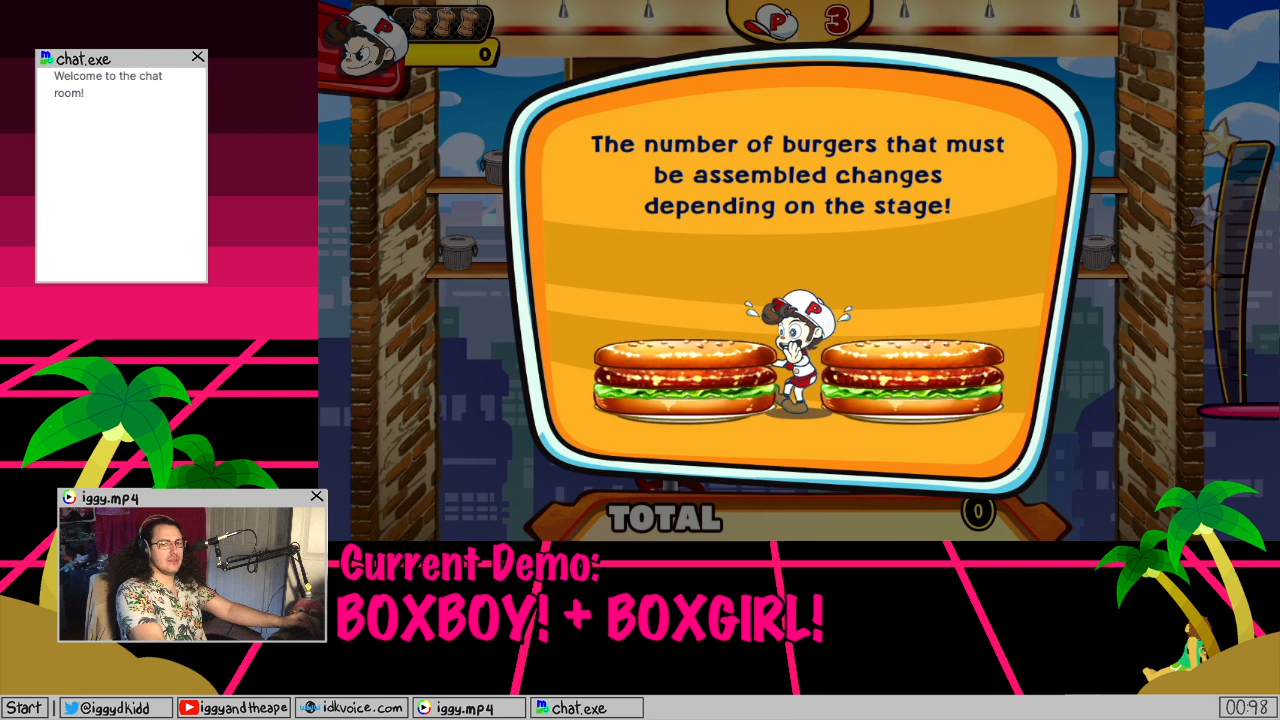 chat.exe
Welcome to the chat
room!
P
0
P 3
The number of burgers that must
be assembled changes
depending on the stage!
P
TOTAL
0
iggy.mp4
Current Demo:
BOXBOY! + BOXGIRL!
Start
@iggydkidd
iggyandtheape
www idkvoice.com
iggy.mp4
chat.exe
00:98